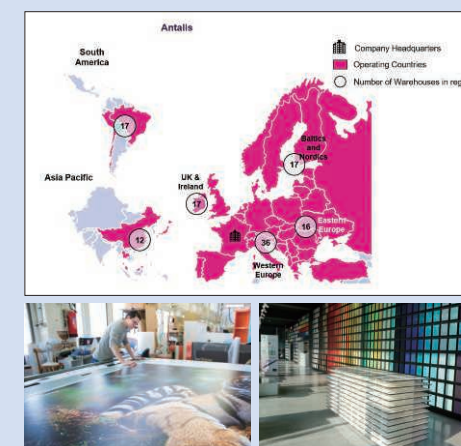 Antalis
South
America
Company Headquarters
Operating Countries
Number of Warehouses in reg
17
Baltics
and
Nordics
17
Asia Pacific
UK &
Ireland
17
12
Eastern
Europe
16
36
Western
Europe